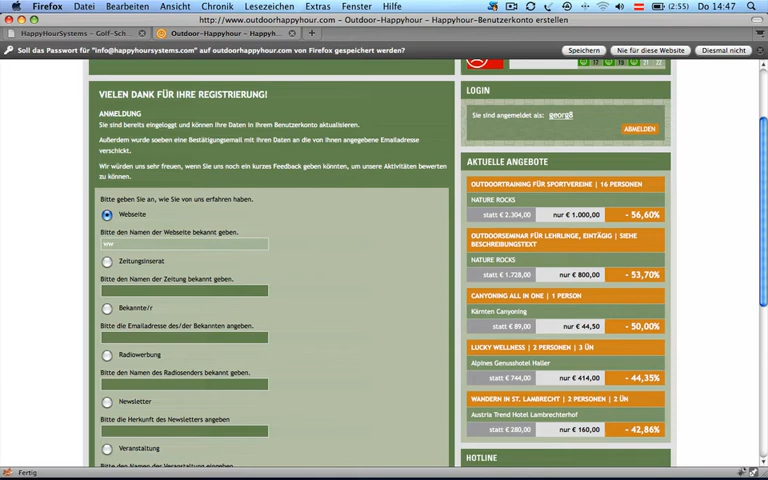 Firefox Datei Bearbeiten Ansicht Chronik Lesezeichen Extras Fenster Hilfe (2:55) Do 14:47
http://www.outdoorhappyhour.com – Outdoor-Happyhour – Happyhour-Benutzerkonto erstellen
HappyHourSystems – Golf-Sch... Outdoor-Happyhour – Happyh...
Soll das Passwort für "info@happyhoursystems.com" auf outdoorhappyhour.com von Firefox gespeichert werden? Speichern Nie für diese Website Diesmal nicht
VIELEN DANK FÜR IHRE REGISTRIERUNG!
ANMELDUNG
Sie sind bereits eingeloggt und können Ihre Daten in Ihrem Benutzerkonto aktualisieren.
Außerdem wurde soeben eine Bestätigungsemail mit Ihren Daten an die von Ihnen angegebene Emailadresse
verschickt.
Wir würden uns sehr freuen, wenn Sie uns noch ein kurzes Feedback geben könnten, um unsere Aktivitäten bewerten
zu können.
Bitte geben Sie an, wie Sie von uns erfahren haben.
Webseite
Bitte den Namen der Webseite bekannt geben.
Zeitungsinserat
Bitte den Namen der Zeitung bekannt geben.
Bekannte/r
Bitte die Emailadresse des/der Bekannten angeben.
Radiowerbung
Bitte den Namen des Radiosenders bekannt geben.
Newsletter
Bitte die Herkunft des Newsletters angeben
Veranstaltung
Bitte den Namen der Veranstaltung eingeben.
17 19 21 22
LOGIN
Sie sind angemeldet als: georg8
ABMELDEN
AKTUELLE ANGEBOTE
OUTDOORTRAINING FÜR SPORTVEREINE | 16 PERSONEN
NATURE ROCKS
statt € 2.304,00 nur € 1.000,00 - 56,60%
OUTDOORSEMINAR FÜR LEHRLINGE, EINTÄGIG | SIEHE
BESCHREIBUNGSTEXT
NATURE ROCKS
statt € 1.728,00 nur € 800,00 - 53,70%
CANYONING ALL IN ONE | 1 PERSON
Kärnten Canyoning
statt € 89,00 nur € 44,50 - 50,00%
LUCKY WELLNESS | 2 PERSONEN | 3 ÜN
Alpines Genusshotel Haller
statt € 744,00 nur € 414,00 - 44,35%
WANDERN IN ST. LAMBRECHT | 2 PERSONEN | 2 ÜN
Austria Trend Hotel Lambrechterhof
statt € 280,00 nur € 160,00 - 42,86%
HOTLINE
Fertig